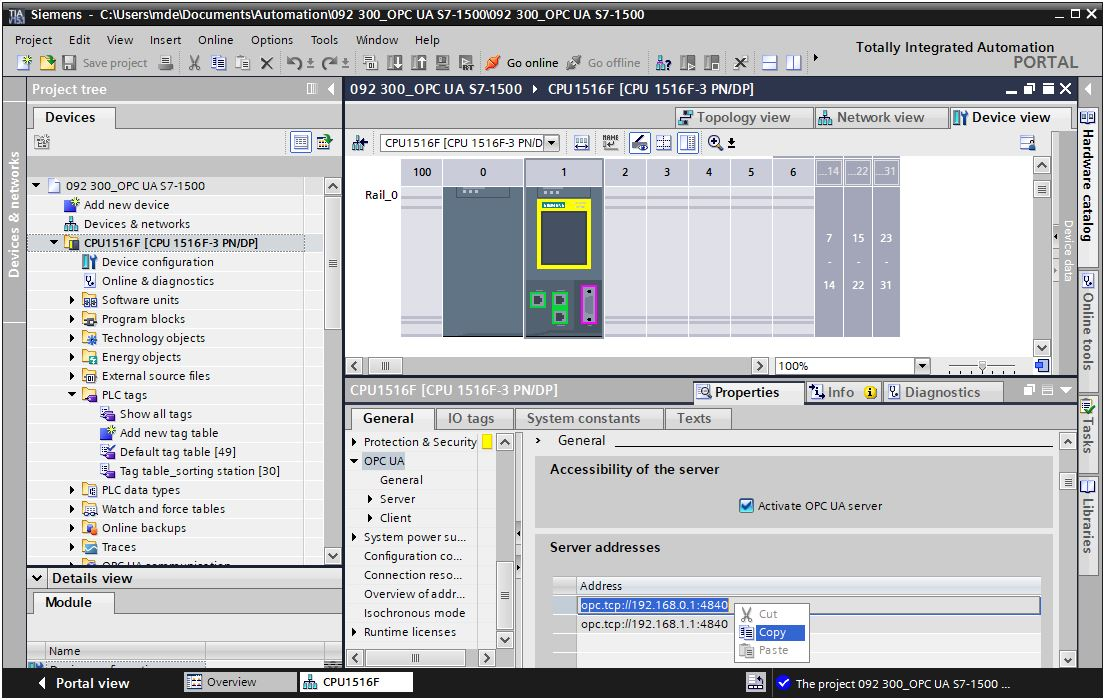 Siemens - C:\Users\mde\Documents\Automation\092 300_OPC UA S7-1500\092 300_OPC UA S7-1500
Project Edit View Insert Online Options Tools Window Help
Save project
Go online
Go offline
Totally Integrated Automation
PORTAL
Project tree
Devices
Devices & networks
092 300_OPC UA S7-1500
Add new device
Devices & networks
CPU1516F [CPU 1516F-3 PN/DP]
Device configuration
Online & diagnostics
Software units
Program blocks
Technology objects
Energy objects
External source files
PLC tags
Show all tags
Add new tag table
Default tag table [49]
Tag table_sorting station [30]
PLC data types
Watch and force tables
Online backups
Traces
OPC UA communication
Details view
Module
Name
Device configuration
092 300_OPC UA S7-1500 CPU1516F [CPU 1516F-3 PN/DP]
Topology view
Network view
Device view
CPU1516F [CPU 1516F-3 PN/D
100 0 1 2 3 4 5 6 ...14 ...22 ...31
Rail_0
SIEMENS
7 15 23
- - -
14 22 31
100%
Device data
CPU1516F [CPU 1516F-3 PN/DP]
Properties
Info
Diagnostics
General
IO tags
System constants
Texts
Protection & Security
OPC UA
General
Server
Client
System power su...
Configuration co...
Connection reso...
Overview of addr...
Isochronous mode
Runtime licenses
General
Accessibility of the server
Activate OPC UA server
Server addresses
Address
opc.tcp://192.168.0.1:4840
opc.tcp://192.168.1.1:4840
Cut
Copy
Paste
Hardware catalog
Online tools
Tasks
Libraries
Portal view
Overview
CPU1516F
The project 092 300_OPC UA S7-1500 ...